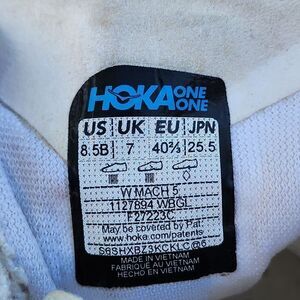 HOKA ONE ONE
US UK EU JPN
8.5B 7 40⅔ 25.5
W MACH 5
1127894 WBGL
F27223C
May be covered by Pat.
www.hoka.com/patents
MADE IN VIETNAM
FABRIQUÉ AU VIETNAM
HECHO EN VIETNAM